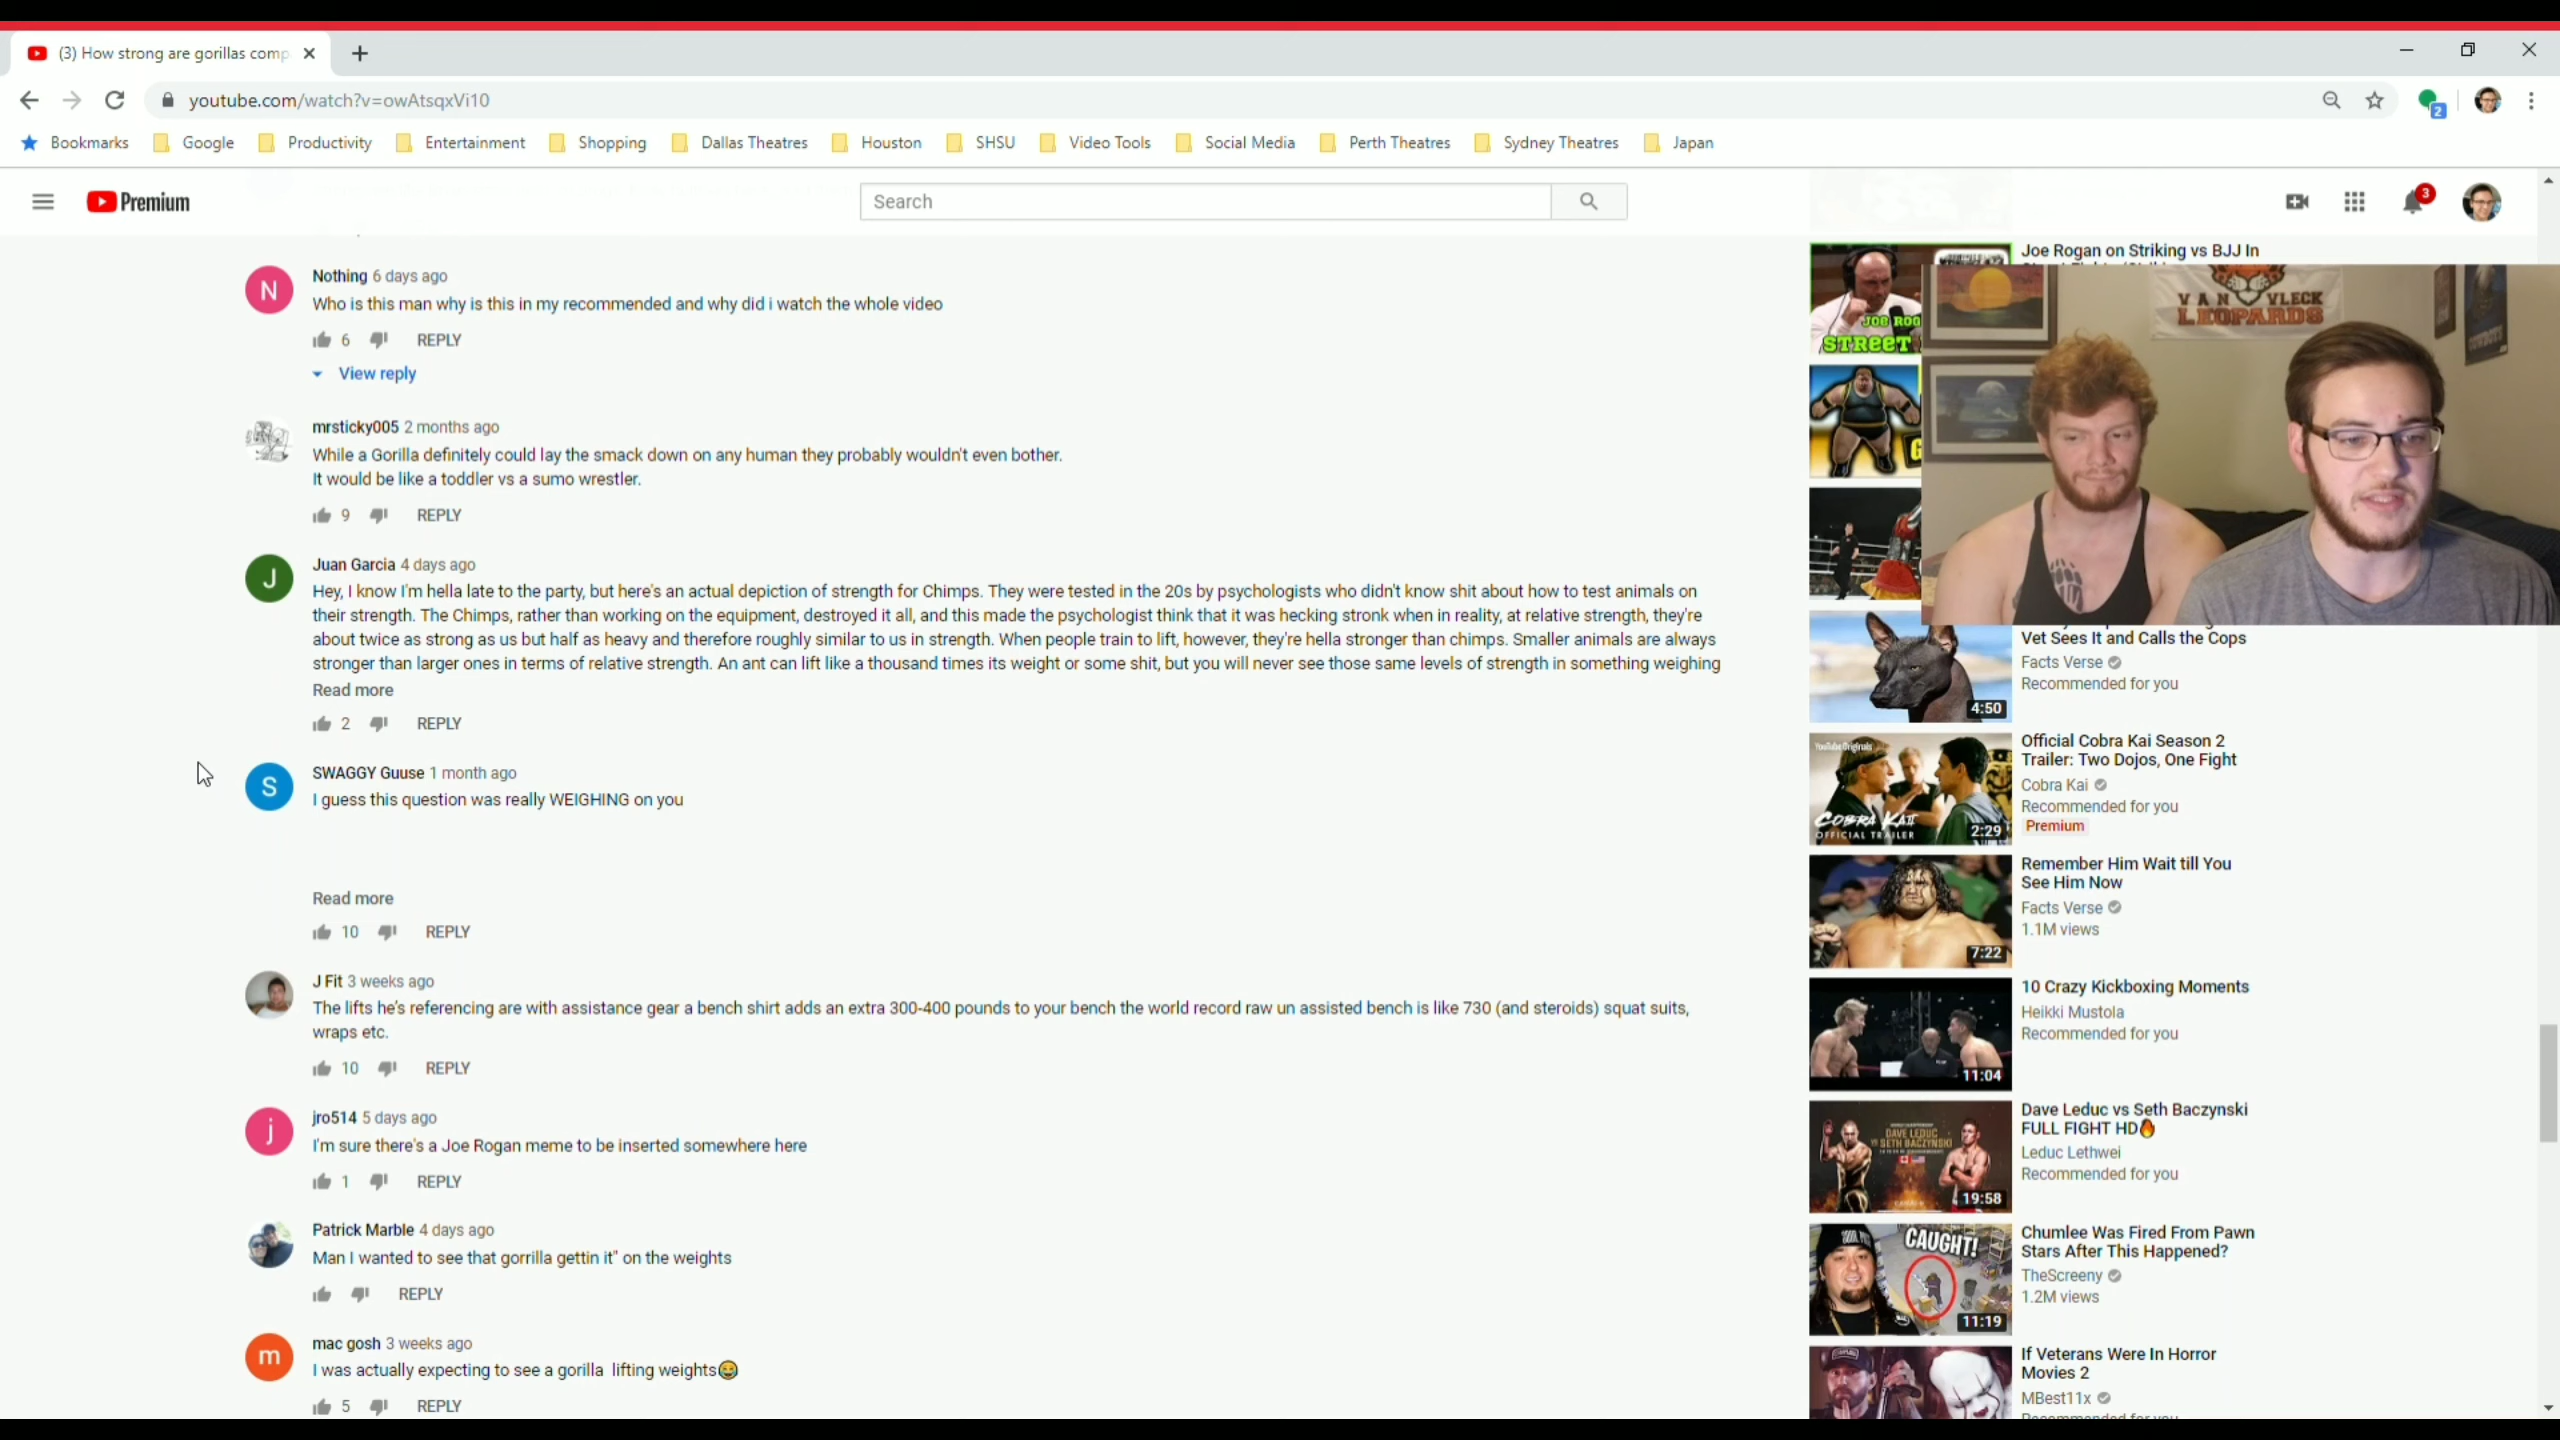 (3) How strong are gorillas comp
youtube.com/watch?v=owAtsqxVi10
2
Bookmarks Google Productivity Entertainment Shopping Dallas Theatres Houston SHSU Video Tools Social Media Perth Theatres Sydney Theatres Japan
Premium
Search
3
N
Nothing 6 days ago
Who is this man why is this in my recommended and why did i watch the whole video
6 REPLY
View reply
mrsticky005 2 months ago
While a Gorilla definitely could lay the smack down on any human they probably wouldn't even bother.
It would be like a toddler vs a sumo wrestler.
9 REPLY
J
Juan Garcia 4 days ago
Hey, I know I'm hella late to the party, but here's an actual depiction of strength for Chimps. They were tested in the 20s by psychologists who didn't know shit about how to test animals on
their strength. The Chimps, rather than working on the equipment, destroyed it all, and this made the psychologist think that it was hecking stronk when in reality, at relative strength, they're
about twice as strong as us but half as heavy and therefore roughly similar to us in strength. When people train to lift, however, they're hella stronger than chimps. Smaller animals are always
stronger than larger ones in terms of relative strength. An ant can lift like a thousand times its weight or some shit, but you will never see those same levels of strength in something weighing
Read more
2 REPLY
S
SWAGGY Guuse 1 month ago
I guess this question was really WEIGHING on you
Read more
10 REPLY
J Fit 3 weeks ago
The lifts he's referencing are with assistance gear a bench shirt adds an extra 300-400 pounds to your bench the world record raw un assisted bench is like 730 (and steroids) squat suits,
wraps etc.
10 REPLY
j
jro514 5 days ago
I'm sure there's a Joe Rogan meme to be inserted somewhere here
1 REPLY
Patrick Marble 4 days ago
Man I wanted to see that gorrilla gettin it" on the weights
REPLY
m
mac gosh 3 weeks ago
I was actually expecting to see a gorilla lifting weights😂
5 REPLY
Joe Rogan on Striking vs BJJ In
JOE ROG
STREET
VAN VLECK
LEOPARDS
COWBOYS
Vet Sees It and Calls the Cops
Facts Verse
Recommended for you
4:50
Official Cobra Kai Season 2
Trailer: Two Dojos, One Fight
Cobra Kai
Recommended for you
Premium
YouTube Originals
COBRA KAI II
OFFICIAL TRAILER
2:29
Remember Him Wait till You
See Him Now
Facts Verse
1.1M views
7:22
10 Crazy Kickboxing Moments
Heikki Mustola
Recommended for you
11:04
Dave Leduc vs Seth Baczynski
FULL FIGHT HD🔥
Leduc Lethwei
Recommended for you
DAVE LEDUC
VS SETH BACZYNSKI
19:58
Chumlee Was Fired From Pawn
Stars After This Happened?
TheScreeny
1.2M views
CAUGHT!
11:19
If Veterans Were In Horror
Movies 2
MBest11x